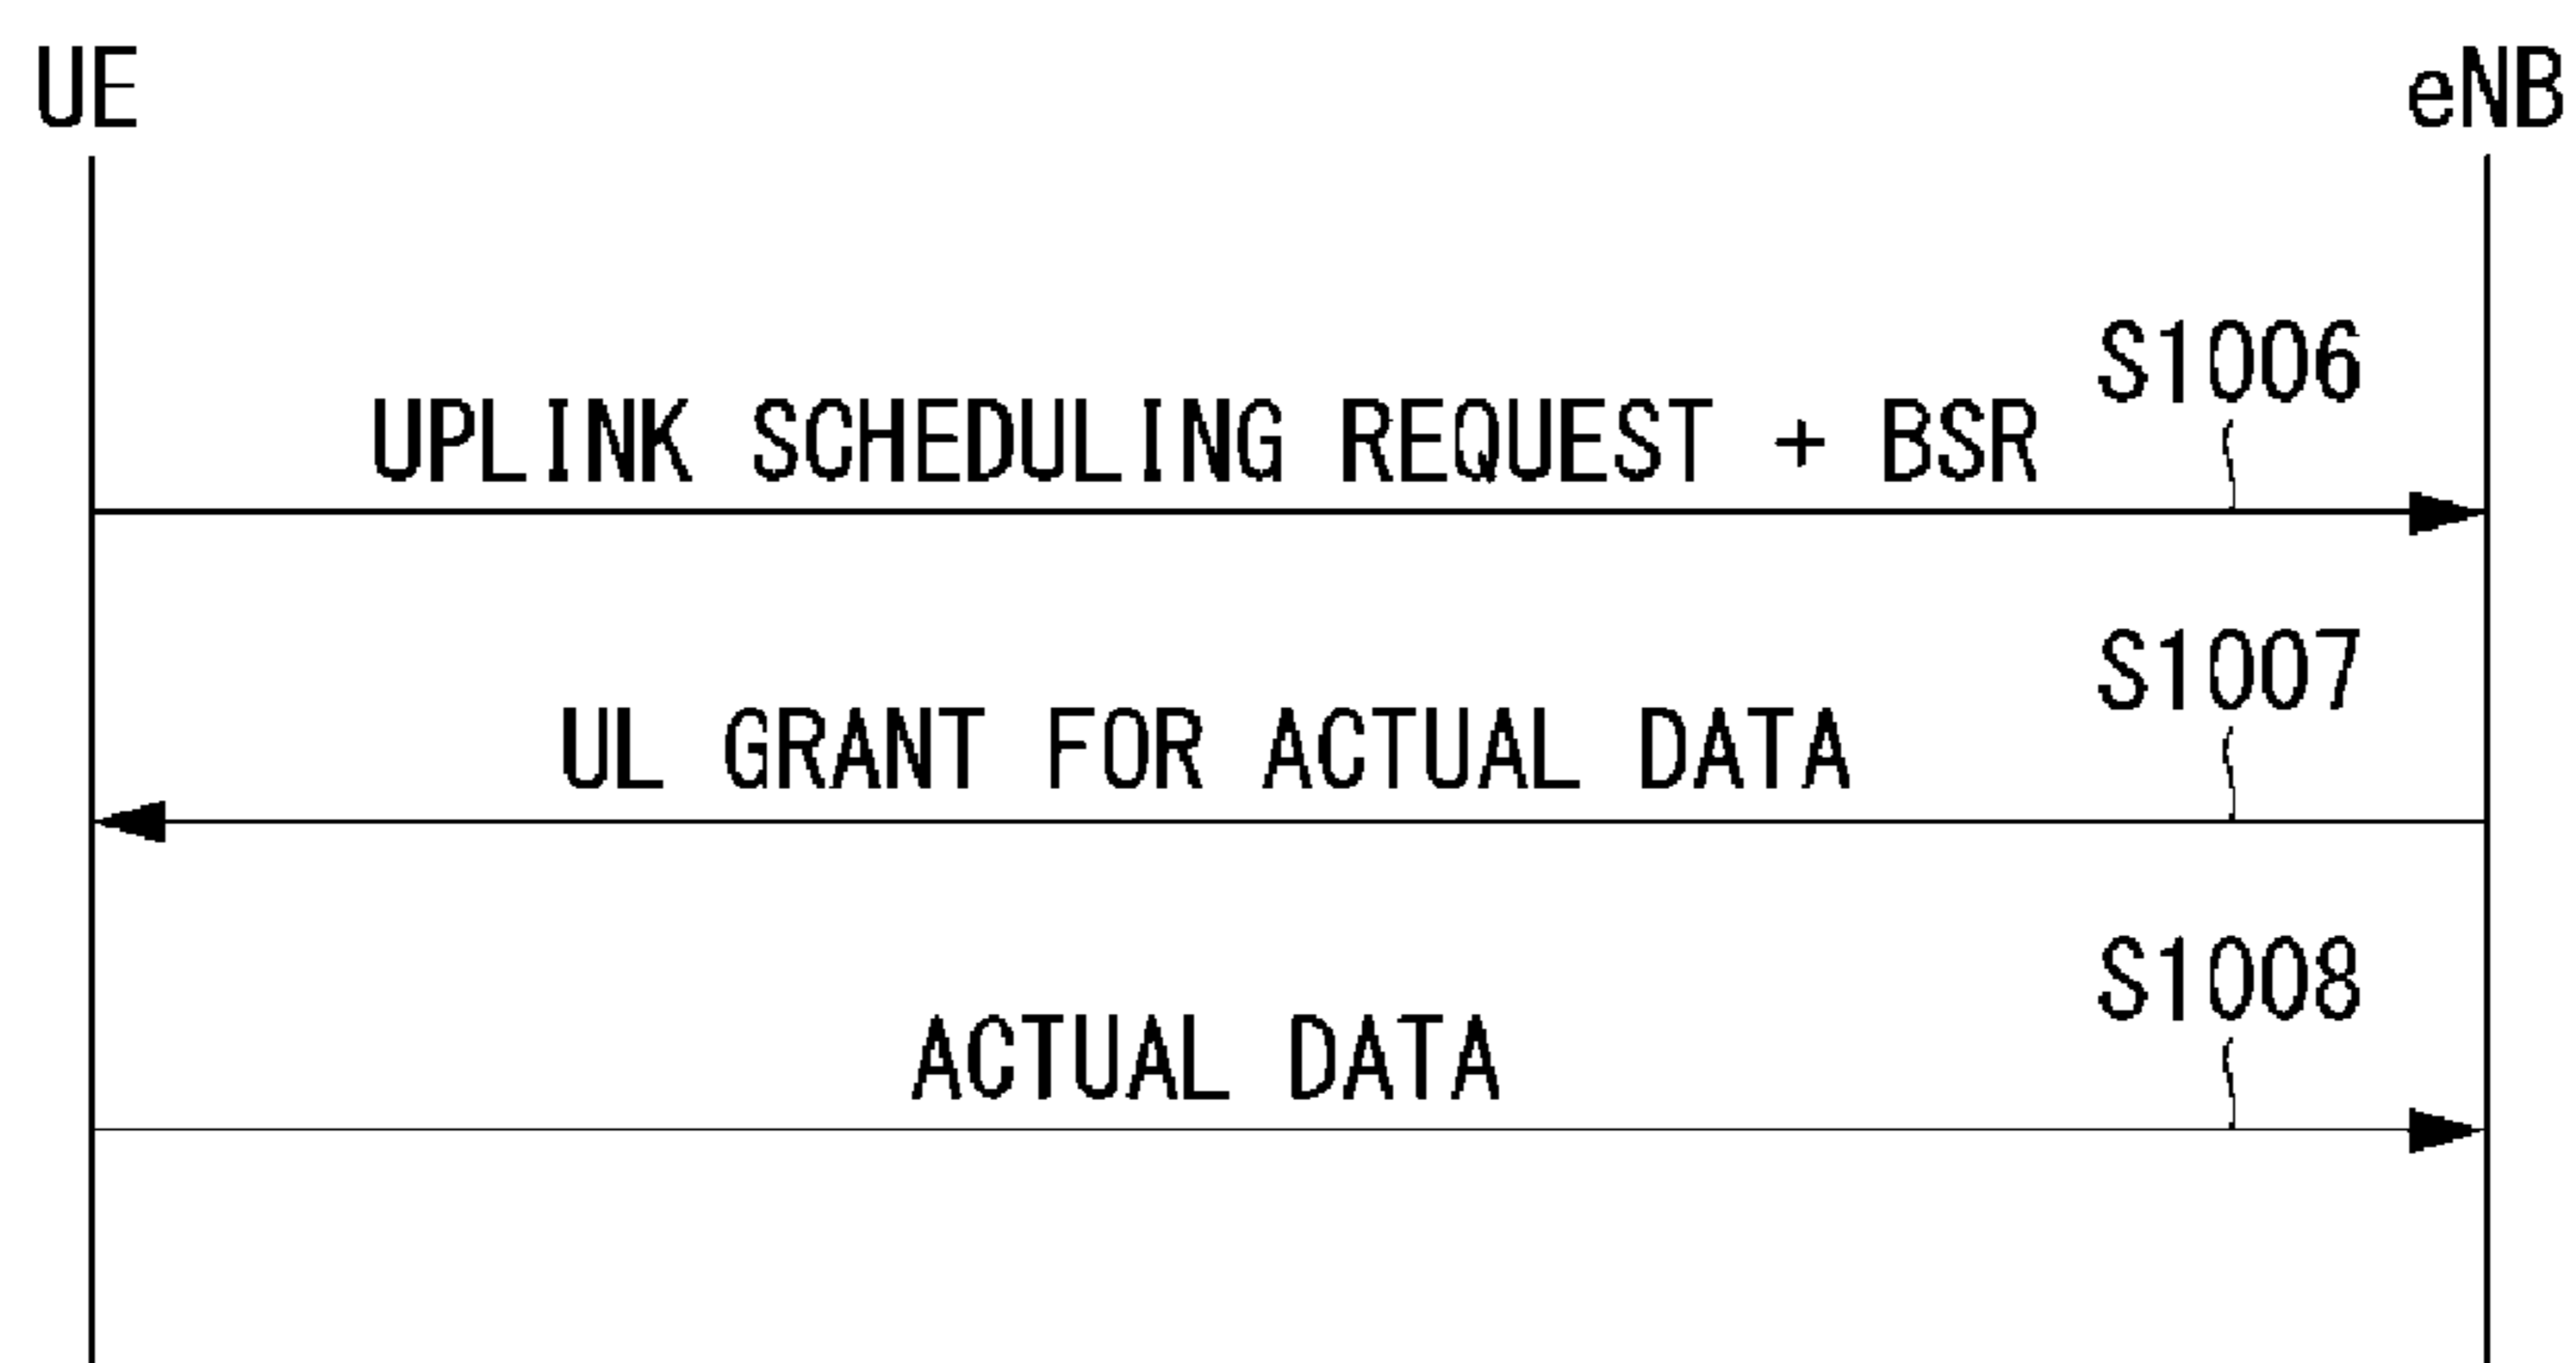 UE
eNB
S1006
UPLINK SCHEDULING REQUEST + BSR
S1007
UL GRANT FOR ACTUAL DATA
S1008
ACTUAL DATA